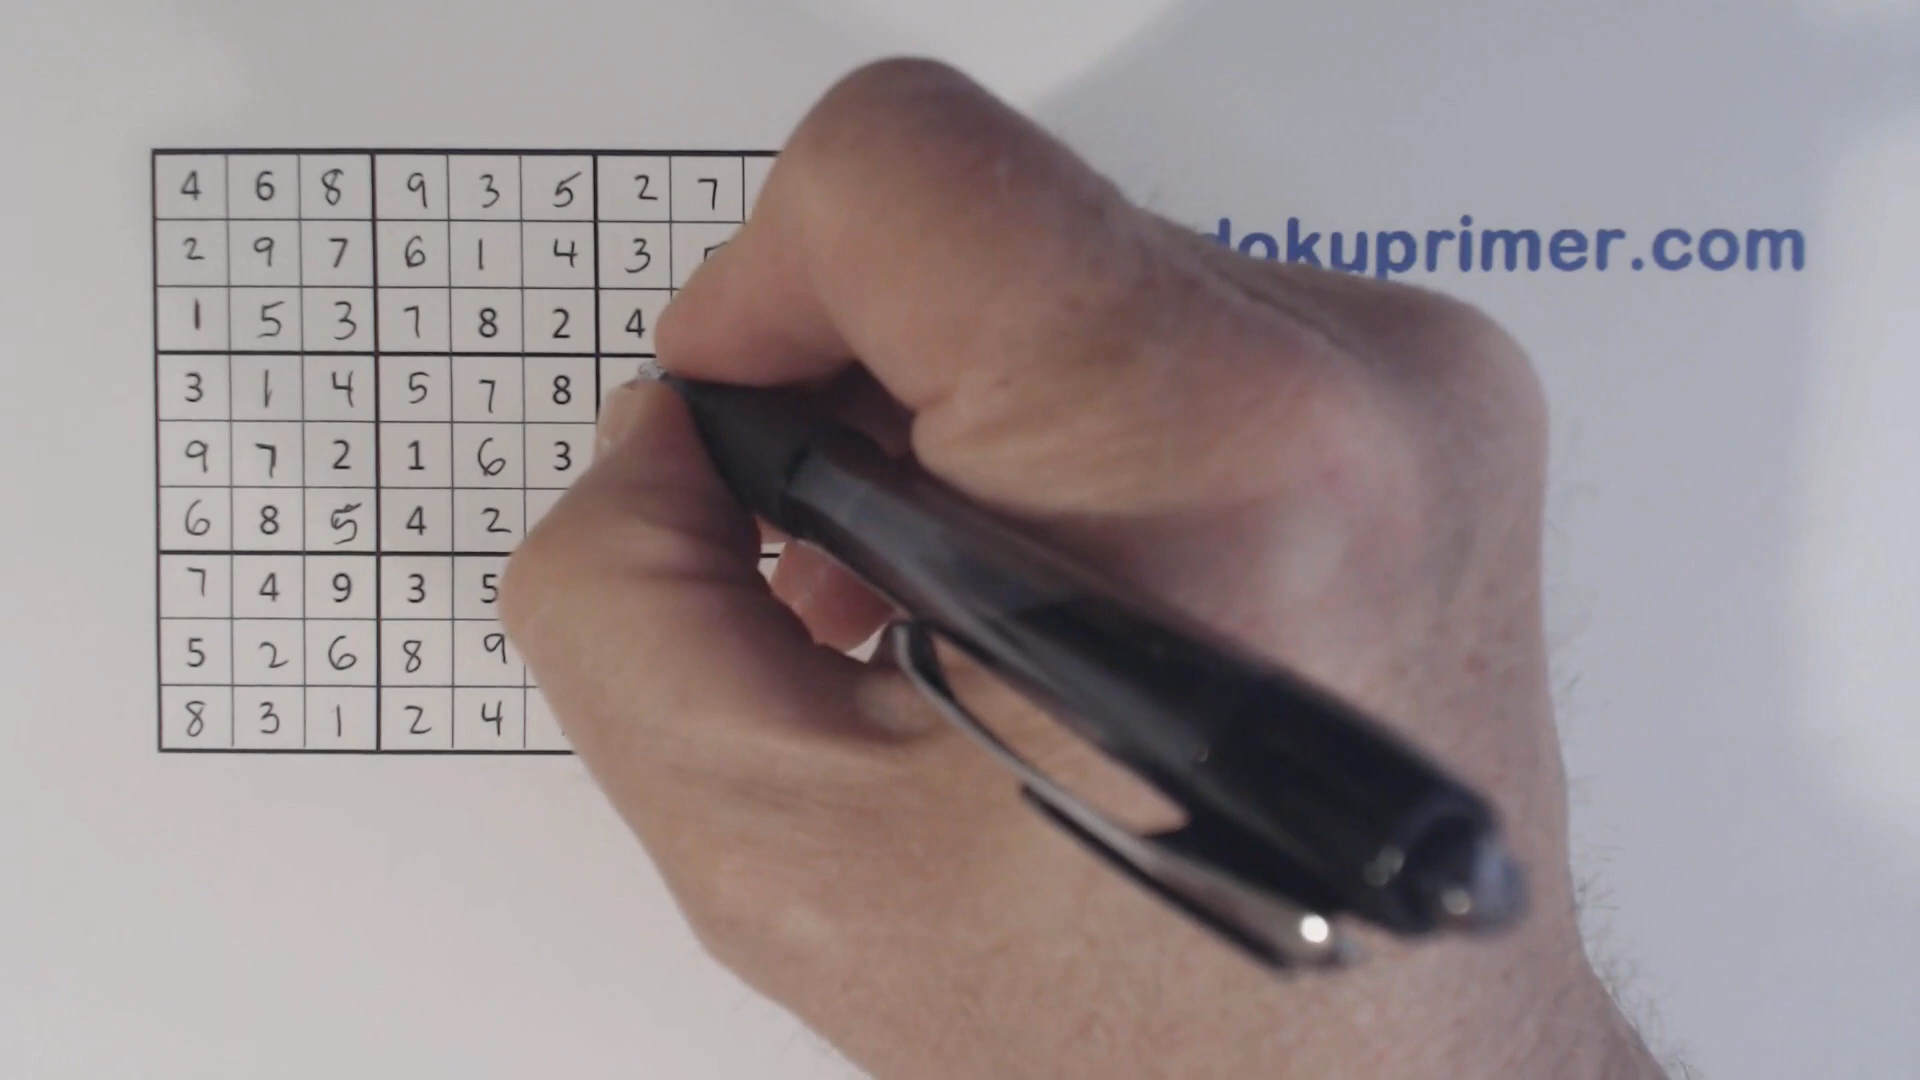 4 6 8 9 3 5 2 7
dokuprimer.com
2 9 7 6 1 4 3
1 5 3 7 8 2 4
3 1 4 5 7 8
9 7 2 1 6 3
6 8 5 4 2
7 4 9 3 5
5 2 6 8 9
8 3 1 2 4